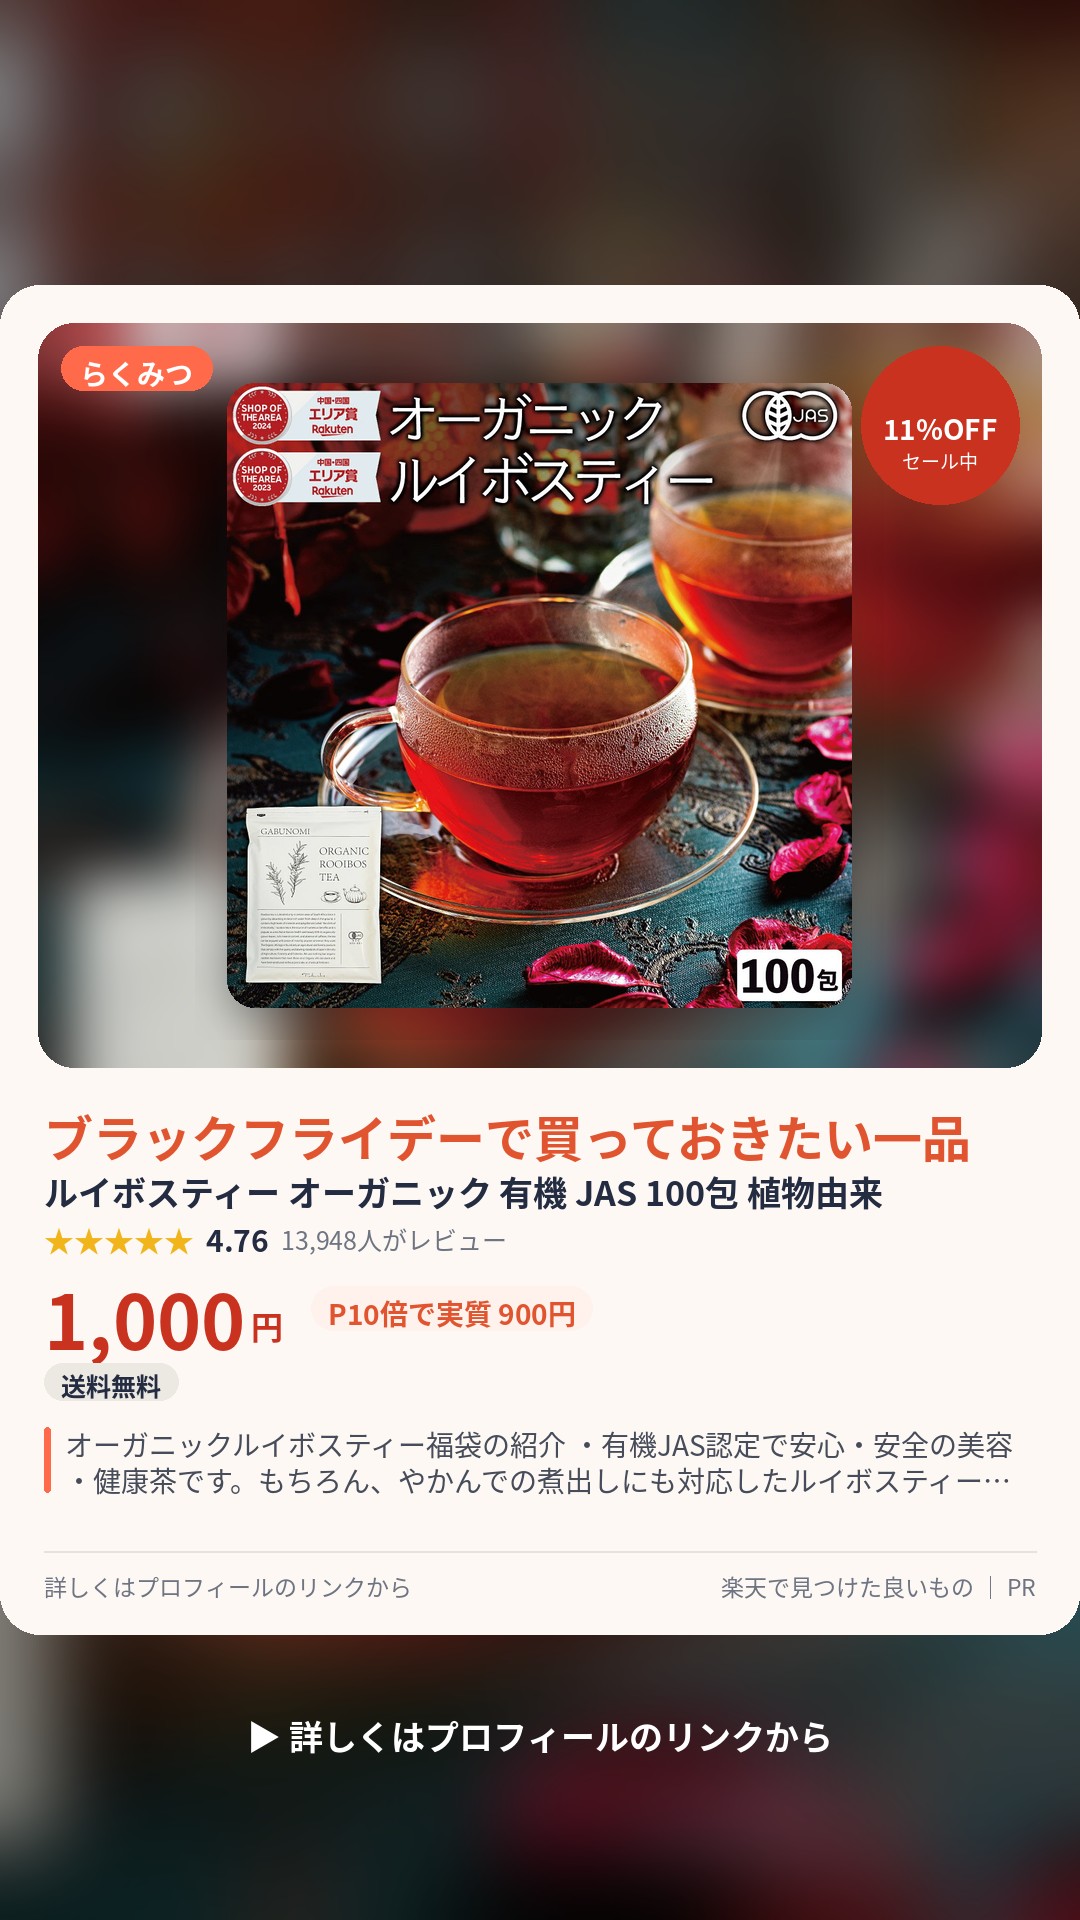 らくみつ
SHOP OF
THE AREA
2024
中国・四国
エリア賞
Rakuten
オーガニック
JAS
11%OFF
セール中
SHOP OF
THE AREA
2023
中国・四国
エリア賞
Rakuten
ルイボスティー
GABUNOMI
ORGANIC
ROOIBOS
TEA
100包
ブラックフライデーで買っておきたい一品
ルイボスティー オーガニック 有機 JAS 100包 植物由来
★★★★★ 4.76 13,948人がレビュー
1,000円 P10倍で実質 900円
送料無料
オーガニックルイボスティー福袋の紹介 ・有機JAS認定で安心・安全の美容
・健康茶です。もちろん、やかんでの煮出しにも対応したルイボスティー…
詳しくはプロフィールのリンクから
楽天で見つけた良いもの ｜ PR
▶ 詳しくはプロフィールのリンクから